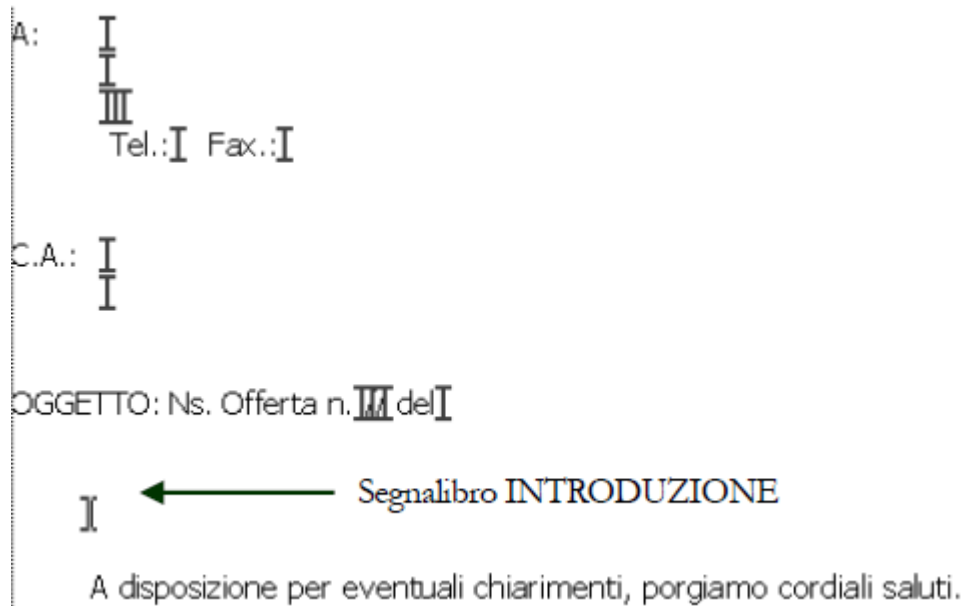 A:
Tel.: Fax.:
C.A.:
OGGETTO: Ns. Offerta n. // del
Segnalibro INTRODUZIONE
A disposizione per eventuali chiarimenti, porgiamo cordiali saluti.